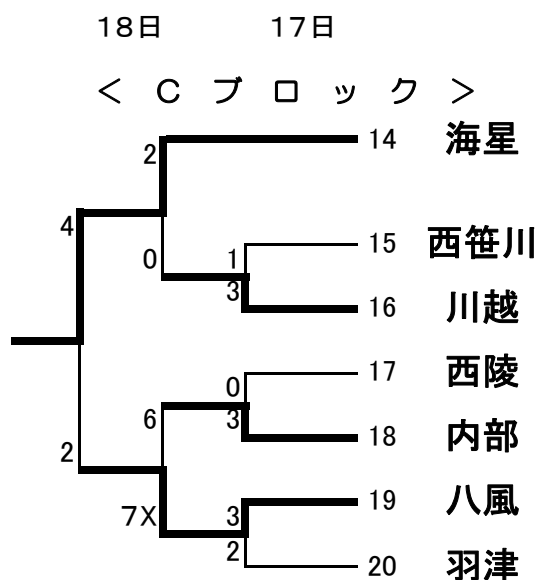 18日 17日
< C ブロック >
2 14 海星
4
15 西笹川
0 1
3 16 川越
17 西陵
0
6 3 18 内部
2
19 八風
7X 3
2 20 羽津